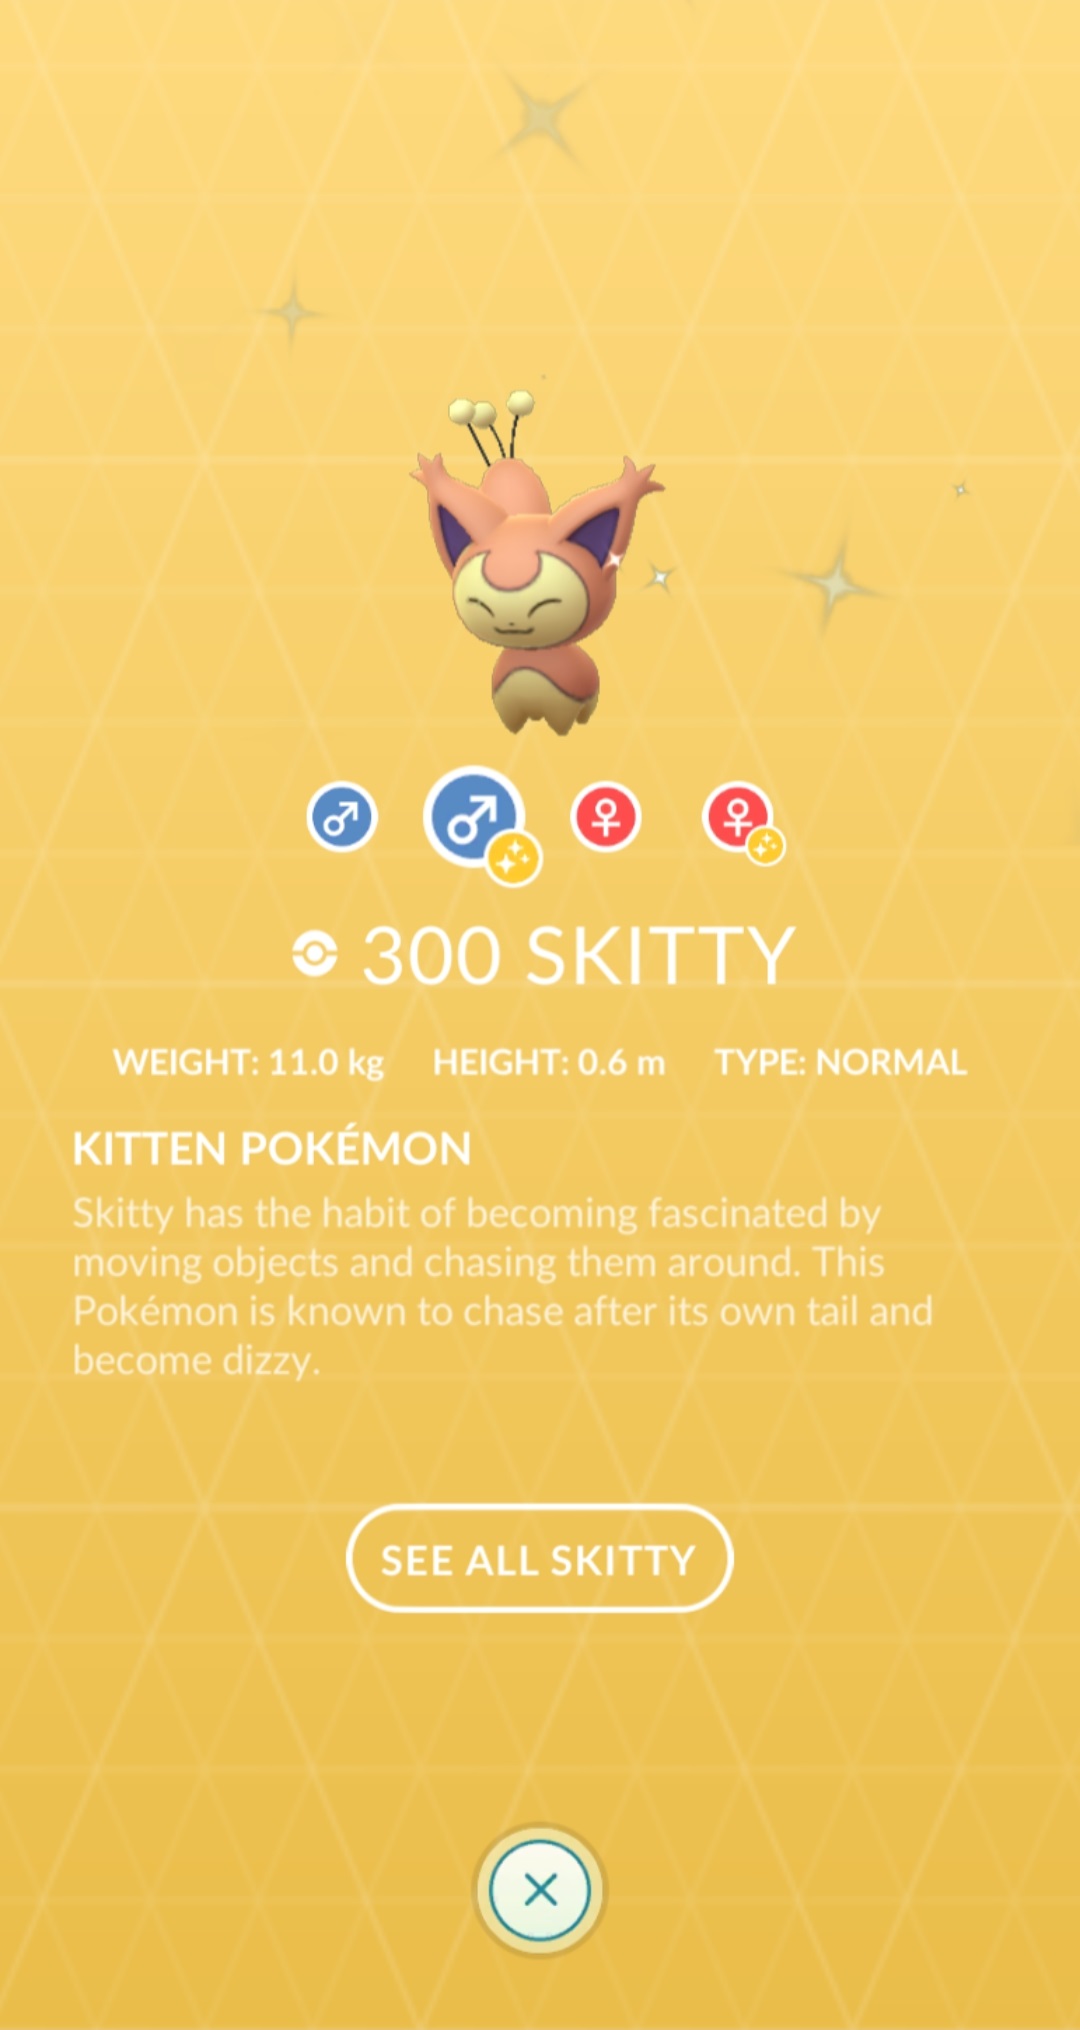 300 SKITTY
WEIGHT: 11.0 kg HEIGHT: 0.6 m TYPE: NORMAL
KITTEN POKÉMON
Skitty has the habit of becoming fascinated by
moving objects and chasing them around. This
Pokémon is known to chase after its own tail and
become dizzy.
SEE ALL SKITTY